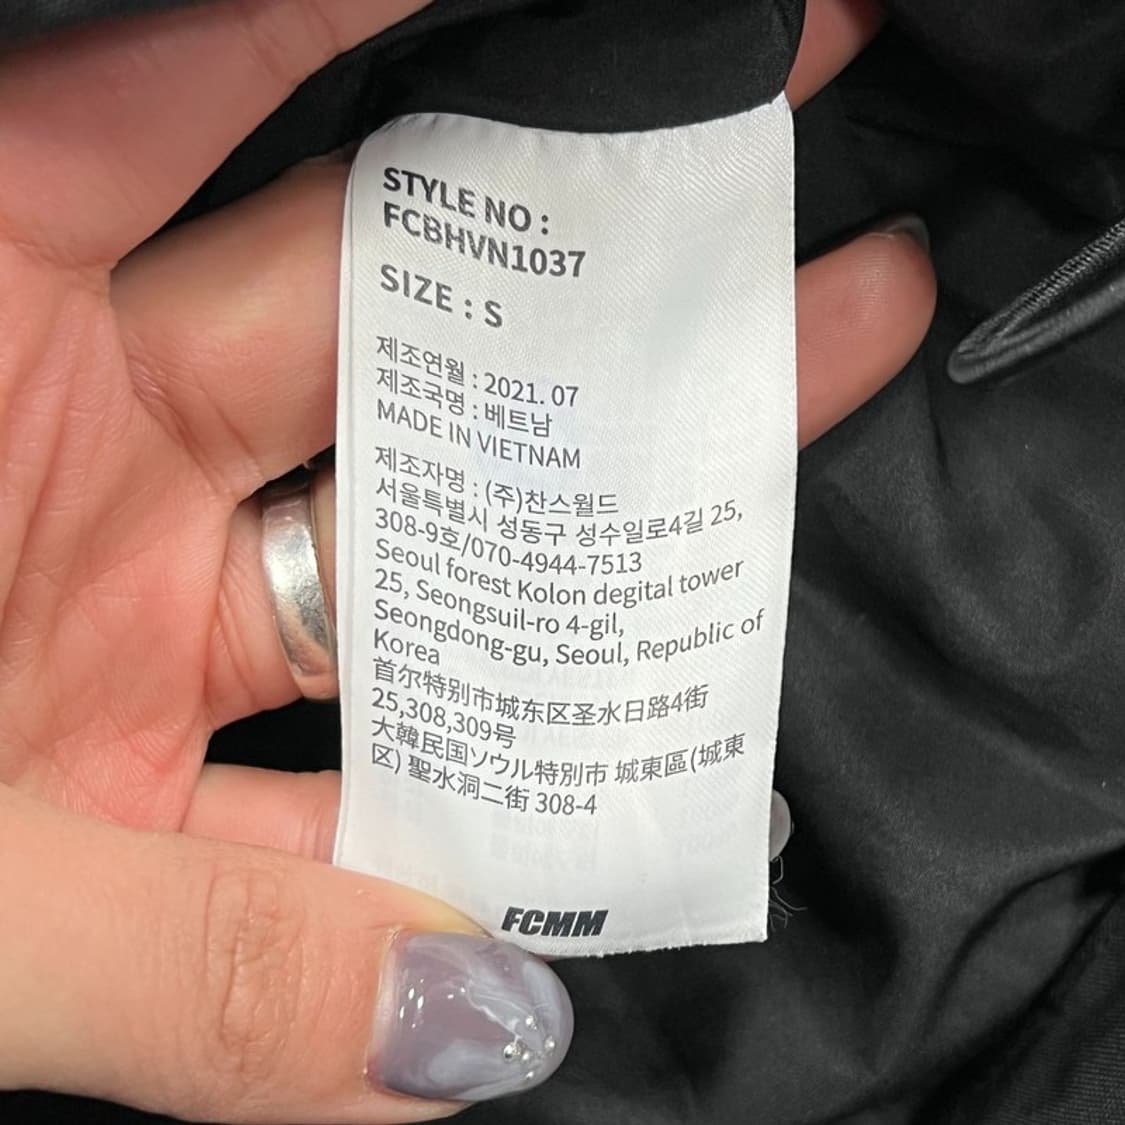 STYLE NO :
FCBHVN1037
SIZE : S
제조연월 : 2021. 07
제조국명 : 베트남
MADE IN VIETNAM
제조자명 : (주)찬스월드
서울특별시 성동구 성수일로4길 25,
308-9호/070-4944-7513
Seoul forest Kolon degital tower
25, Seongsuil-ro 4-gil,
Seongdong-gu, Seoul, Republic of
Korea
首尔特别市城东区圣水日路4街
25,308,309号
大韓民国ソウル特別市 城東區(城東
区) 聖水洞二街 308-4
FCMM